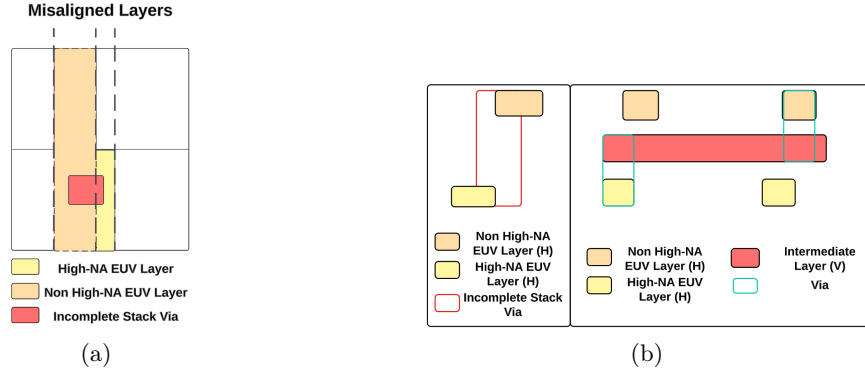 Misaligned Layers
High-NA EUV Layer
Non High-NA EUV Layer
Incomplete Stack Via
(a)
Non High-NA
EUV Layer (H)
High-NA EUV
Layer (H)
Incomplete Stack
Via
Non High-NA
EUV Layer (H)
High-NA EUV
Layer (H)
Intermediate
Layer (V)
Via
(b)